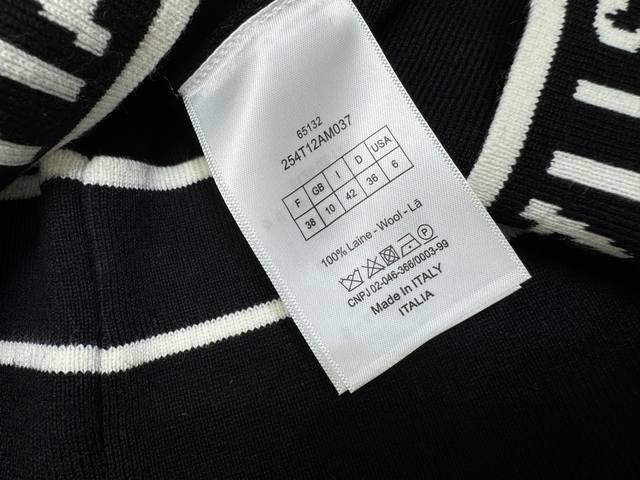 65132
254T12AM037
F GB I D USA
38 10 42 36 6
100% Laine - Wool - Lã
CNPJ 02-046-366/0003-99
Made In ITALY
ITALIA